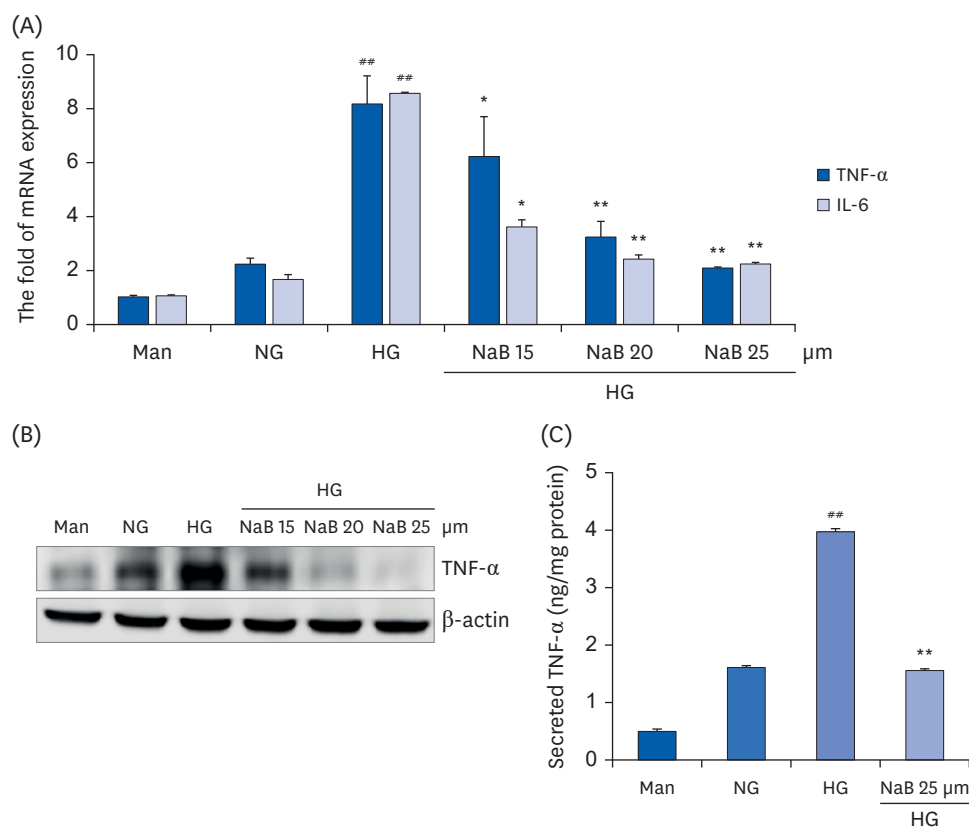 (A)
The fold of mRNA expression
10
8
6
4
2
0
## ##
* *
** **
** **
TNF-α
IL-6
Man NG HG NaB 15 NaB 20 NaB 25 μm
HG
(B)
HG
Man NG HG NaB 15 NaB 20 NaB 25 μm
TNF-α
β-actin
(C)
Secreted TNF-α (ng/mg protein)
5
4
3
2
1
0
##
**
Man NG HG NaB 25 μm
HG